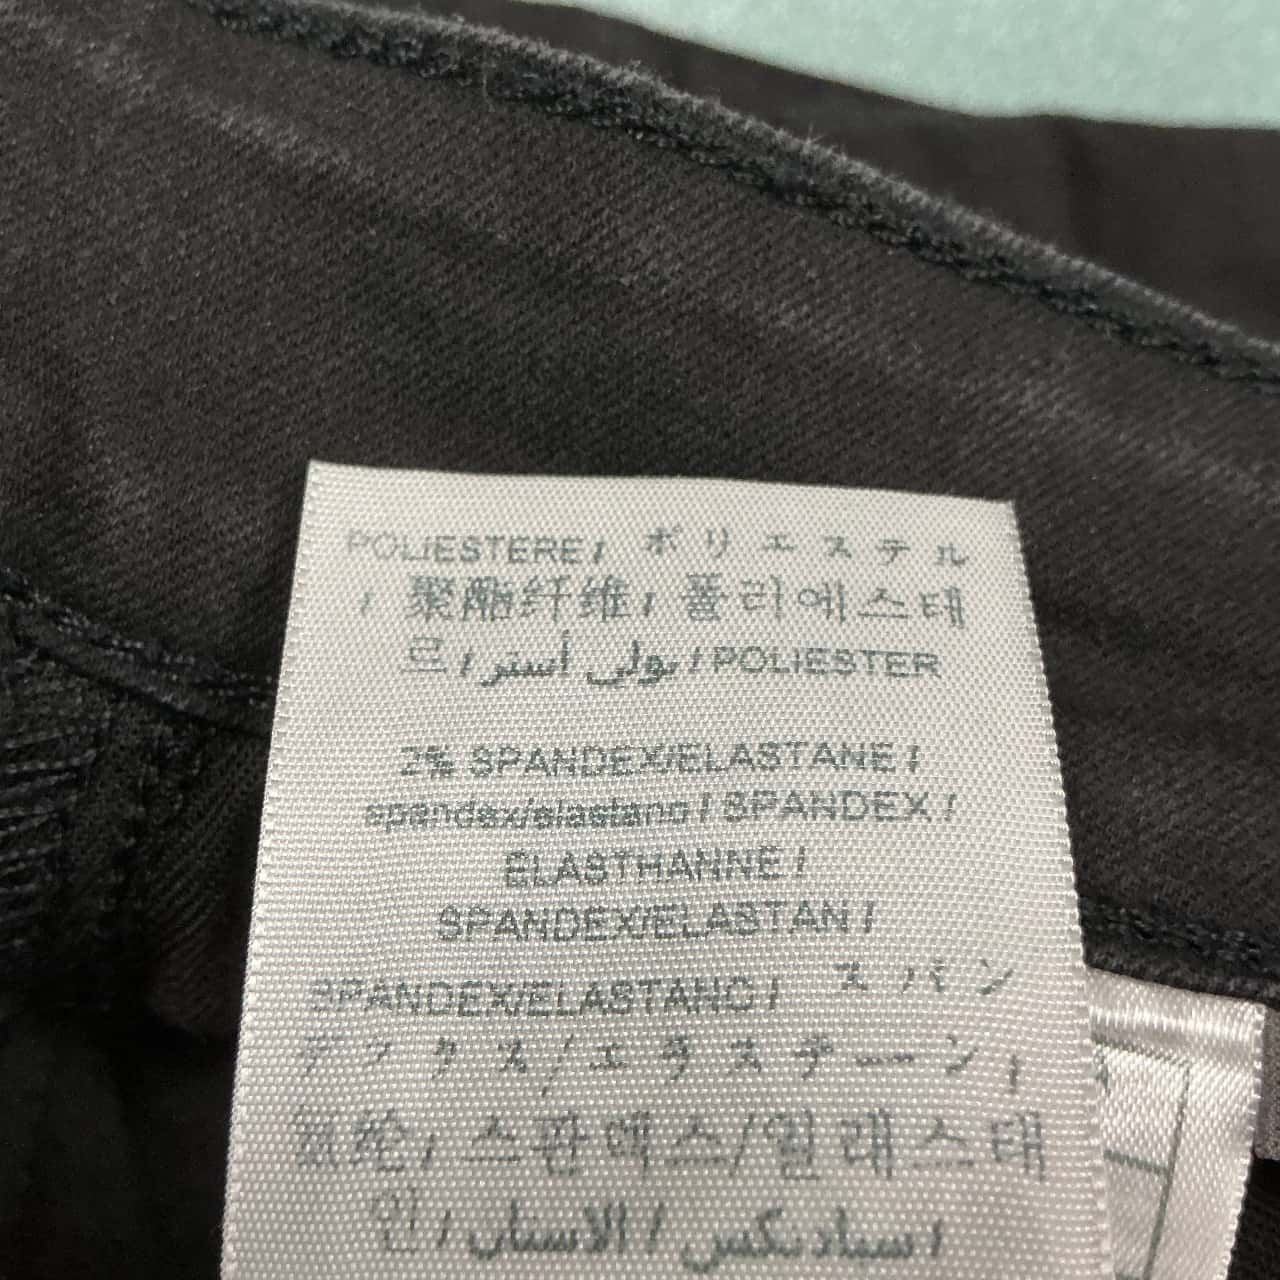 POLIESTERE / ポリエステル
/ 聚酯纤维 / 폴리에스테
르 / بولي أستر / POLIESTER
2% SPANDEX/ELASTANE /
spandex/elastano / SPANDEX /
ELASTHANNE /
SPANDEX/ELASTAN /
SPANDEX/ELASTANO / スパン
デックス/エラステーン /
氨纶 / 스판덱스/엘래스태
인 / سباندكس / الاستان /